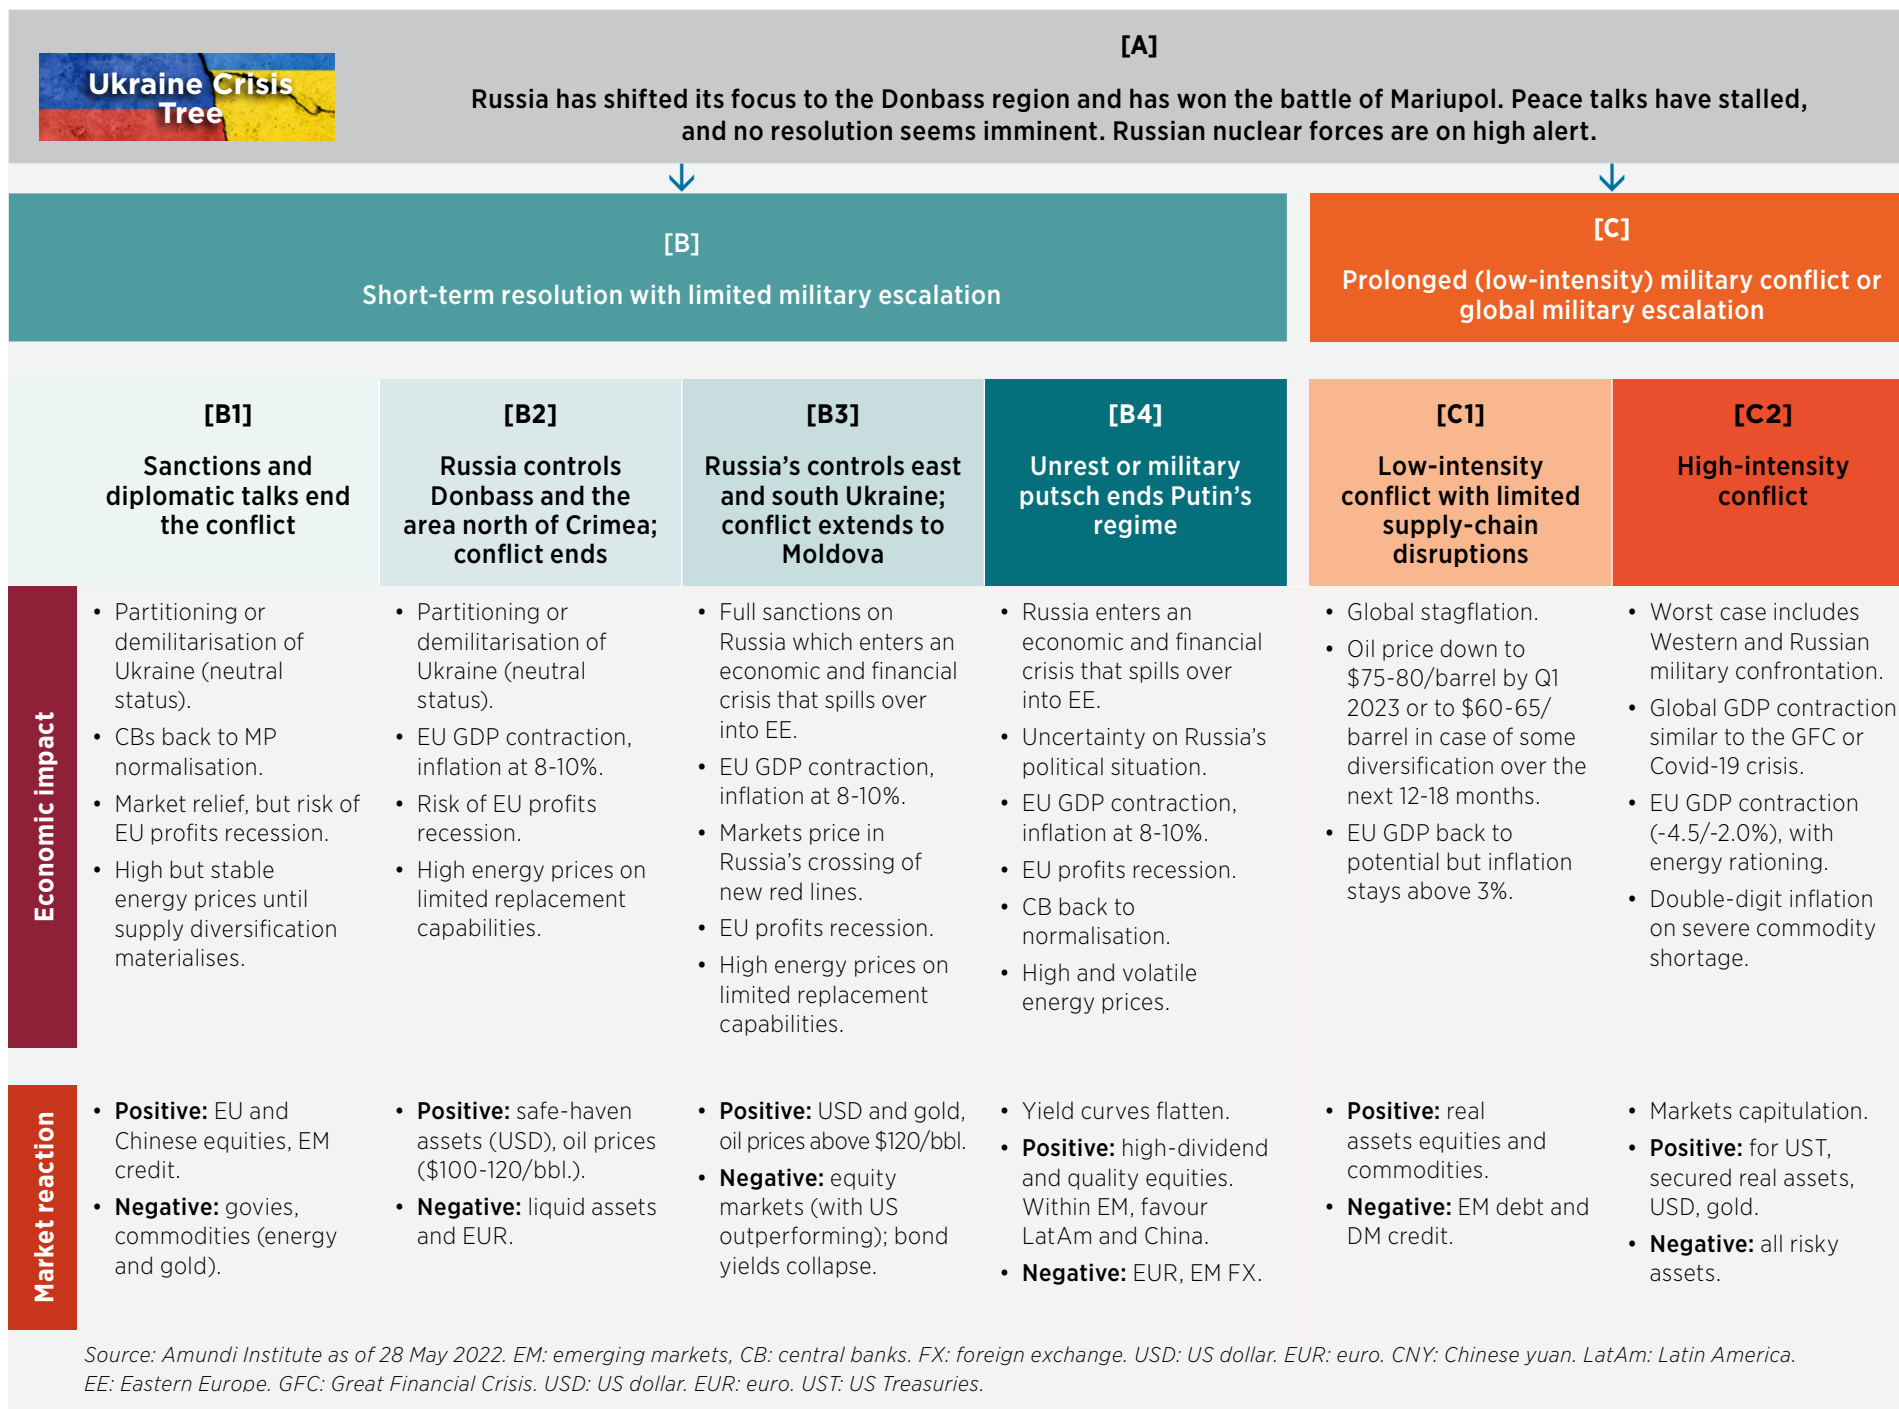 Ukraine Crisis
Tree
[A]
Russia has shifted its focus to the Donbass region and has won the battle of Mariupol. Peace talks have stalled,
and no resolution seems imminent. Russian nuclear forces are on high alert.
[B]
Short-term resolution with limited military escalation
[C]
Prolonged (low-intensity) military conflict or
global military escalation
[B1]
Sanctions and
diplomatic talks end
the conflict
[B2]
Russia controls
Donbass and the
area north of Crimea;
conflict ends
[B3]
Russia's controls east
and south Ukraine;
conflict extends to
Moldova
[B4]
Unrest or military
putsch ends Putin's
regime
[C1]
Low-intensity
conflict with limited
supply-chain
disruptions
[C2]
High-intensity
conflict
Economic impact
• Partitioning or
demilitarisation of
Ukraine (neutral
status).
• CBs back to MP
normalisation.
• Market relief, but risk of
EU profits recession.
• High but stable
energy prices until
supply diversification
materialises.
• Partitioning or
demilitarisation of
Ukraine (neutral
status).
• EU GDP contraction,
inflation at 8-10%.
• Risk of EU profits
recession.
• High energy prices on
limited replacement
capabilities.
• Full sanctions on
Russia which enters an
economic and financial
crisis that spills over
into EE.
• EU GDP contraction,
inflation at 8-10%.
• Markets price in
Russia's crossing of
new red lines.
• EU profits recession.
• High energy prices on
limited replacement
capabilities.
• Russia enters an
economic and financial
crisis that spills over
into EE.
• Uncertainty on Russia's
political situation.
• EU GDP contraction,
inflation at 8-10%.
• EU profits recession.
• CB back to
normalisation.
• High and volatile
energy prices.
• Global stagflation.
• Oil price down to
$75-80/barrel by Q1
2023 or to $60-65/
barrel in case of some
diversification over the
next 12-18 months.
• EU GDP back to
potential but inflation
stays above 3%.
• Worst case includes
Western and Russian
military confrontation.
• Global GDP contraction
similar to the GFC or
Covid-19 crisis.
• EU GDP contraction
(-4.5/-2.0%), with
energy rationing.
• Double-digit inflation
on severe commodity
shortage.
Market reaction
• Positive: EU and
Chinese equities, EM
credit.
• Negative: govies,
commodities (energy
and gold).
• Positive: safe-haven
assets (USD), oil prices
($100-120/bbl.).
• Negative: liquid assets
and EUR.
• Positive: USD and gold,
oil prices above $120/bbl.
• Negative: equity
markets (with US
outperforming); bond
yields collapse.
• Yield curves flatten.
• Positive: high-dividend
and quality equities.
Within EM, favour
LatAm and China.
• Negative: EUR, EM FX.
• Positive: real
assets equities and
commodities.
• Negative: EM debt and
DM credit.
• Markets capitulation.
• Positive: for UST,
secured real assets,
USD, gold.
• Negative: all risky
assets.
Source: Amundi Institute as of 28 May 2022. EM: emerging markets, CB: central banks. FX: foreign exchange. USD: US dollar. EUR: euro. CNY: Chinese yuan. LatAm: Latin America.
EE: Eastern Europe. GFC: Great Financial Crisis. USD: US dollar. EUR: euro. UST: US Treasuries.